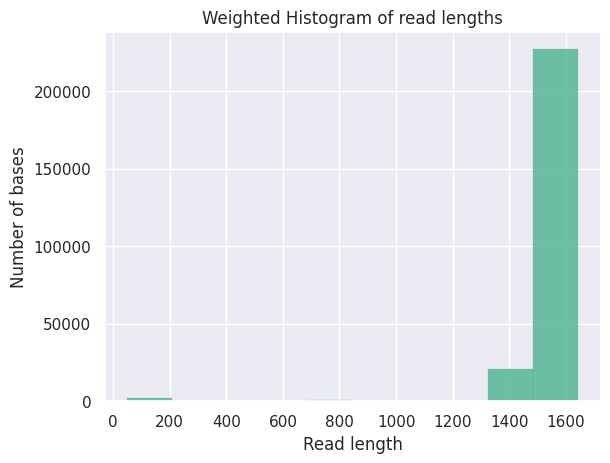 Weighted Histogram of read lengths
Number of bases
200000
150000
100000
50000
0
0 200 400 600 800 1000 1200 1400 1600
Read length